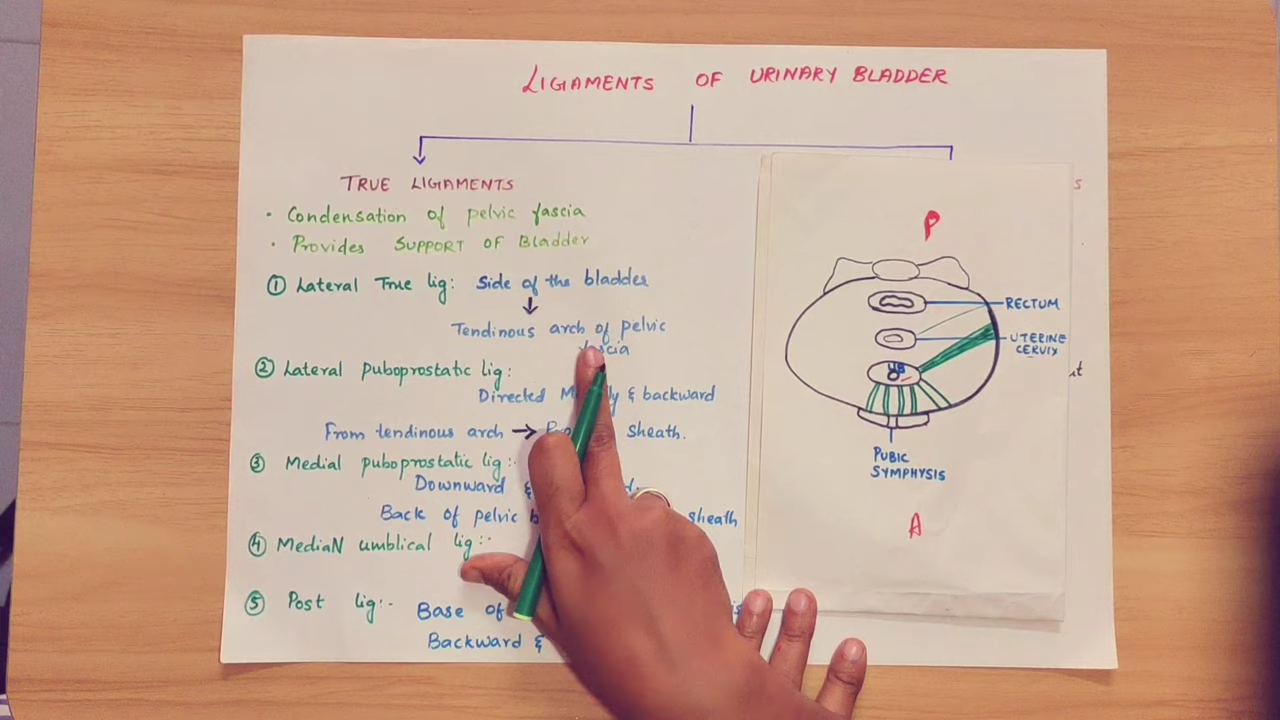 LIGAMENTS OF URINARY BLADDER
TRUE LIGAMENTS
• Condensation of pelvic fascia
• Provides SUPPORT OF Bladder
① Lateral True lig: Side of the bladder
↓
Tendinous arch of pelvic
fascia
② Lateral puboprostatic lig:
Directed & backward
From tendinous arch → sheath.
③ Medial puboprostatic lig:-
Downward
Back of pelvic sheath
④ MediaN umblical lig:-
⑤ Post lig:- Base of
Backward &
P
RECTUM
UTERINE
CERVIX
UB
PUBIC
SYMPHYSIS
A